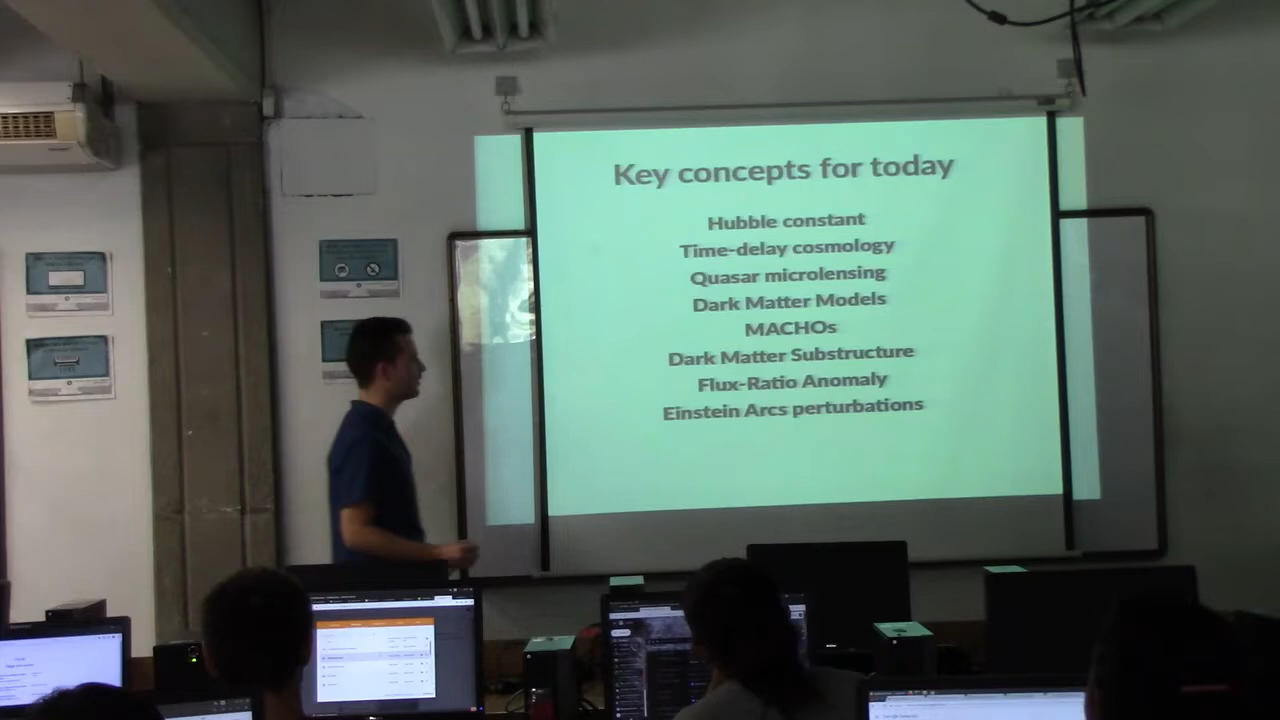 Key concepts for today
Hubble constant
Time-delay cosmology
Quasar microlensing
Dark Matter Models
MACHOs
Dark Matter Substructure
Flux-Ratio Anomaly
Einstein Arcs perturbations